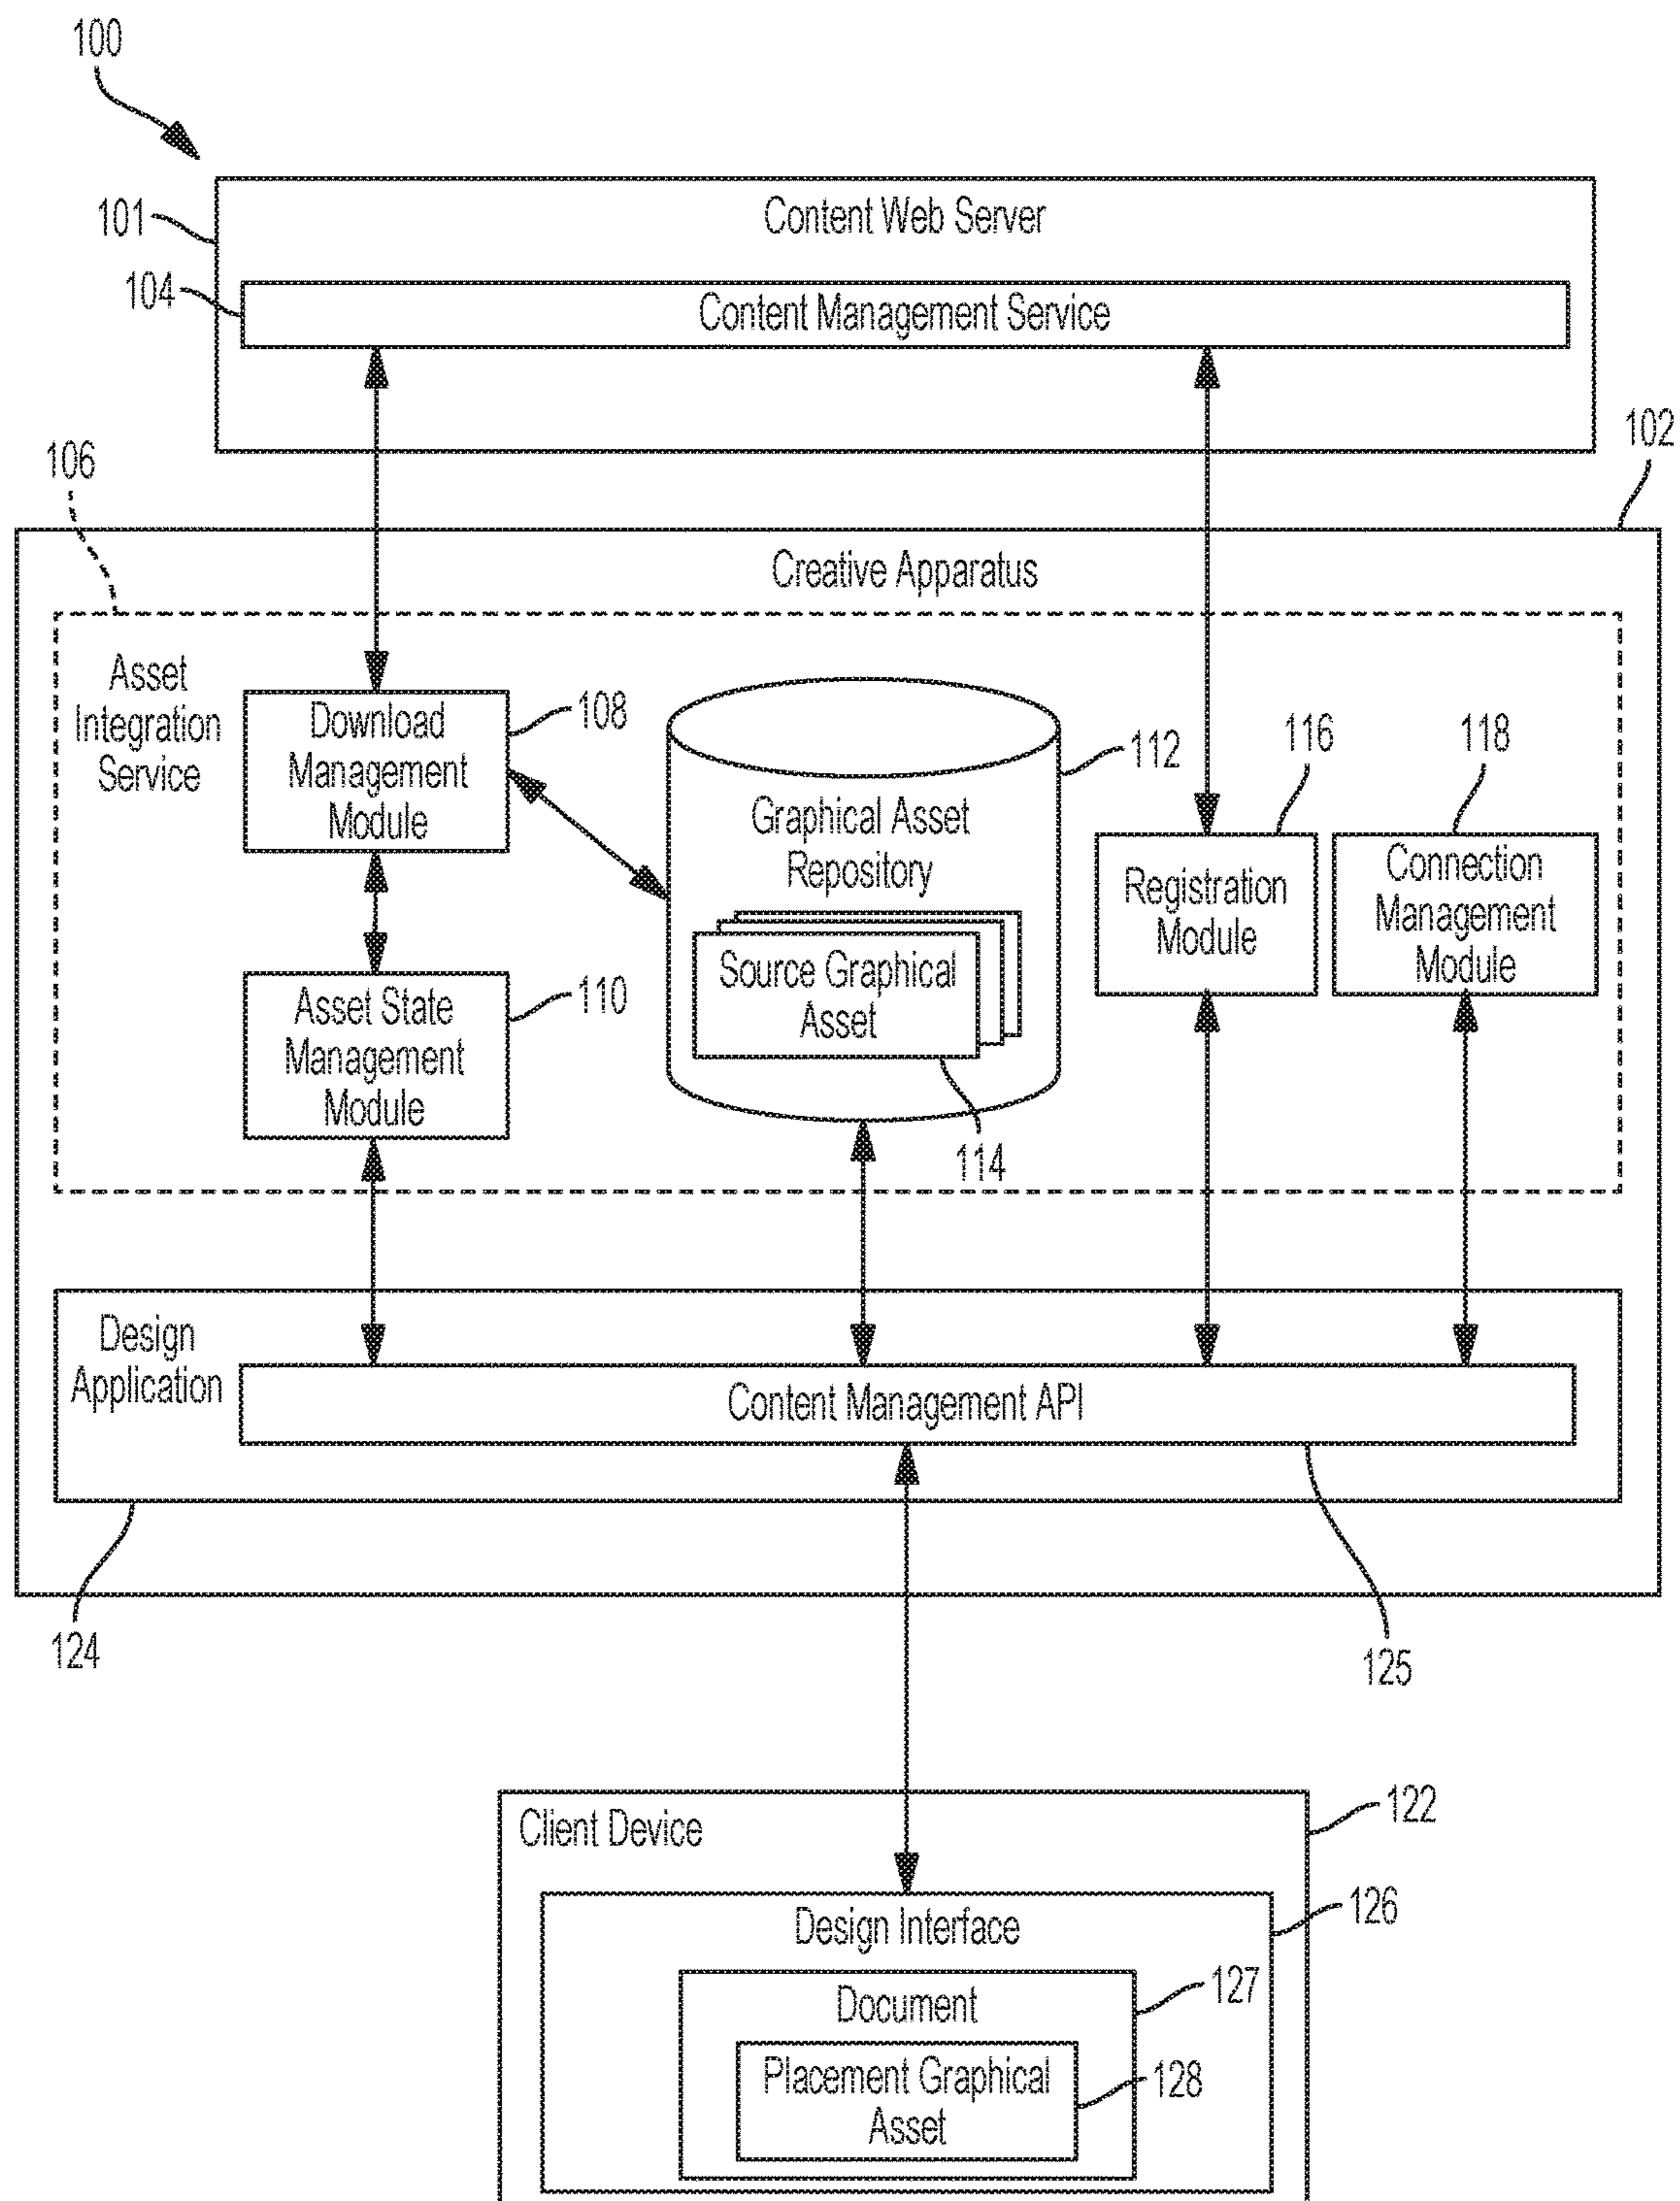 100
101
Content Web Server
104
Content Management Service
102
106
Creative Apparatus
Asset
Integration
Service
Download
Management
Module
108
112
Graphical Asset
Repository
Source Graphical
Asset
114
116
118
Registration
Module
Connection
Management
Module
Asset State
Management
Module
110
Design
Application
Content Management API
124
125
Client Device
122
Design Interface
126
Document
127
Placement Graphical
Asset
128